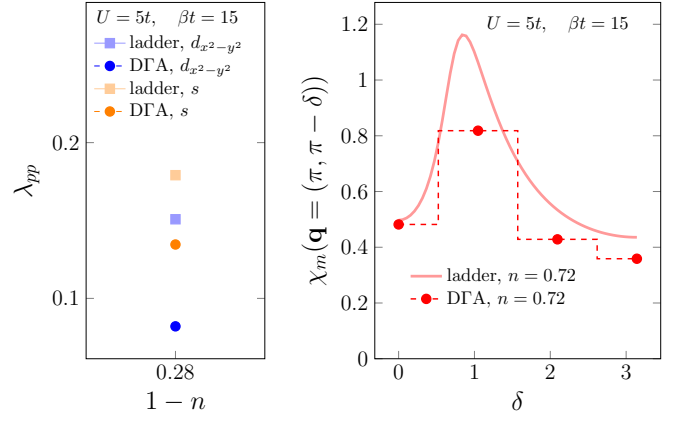 U = 5t,  βt = 15
ladder, d_{x²−y²}
DΓA, d_{x²−y²}
ladder, s
DΓA, s
0.2
0.1
λ_{pp}
0.28
1 − n
U = 5t,  βt = 15
1.2
1
0.8
0.6
0.4
0.2
0
χ_m(q = (π, π − δ))
ladder, n = 0.72
DΓA, n = 0.72
0 1 2 3
δ